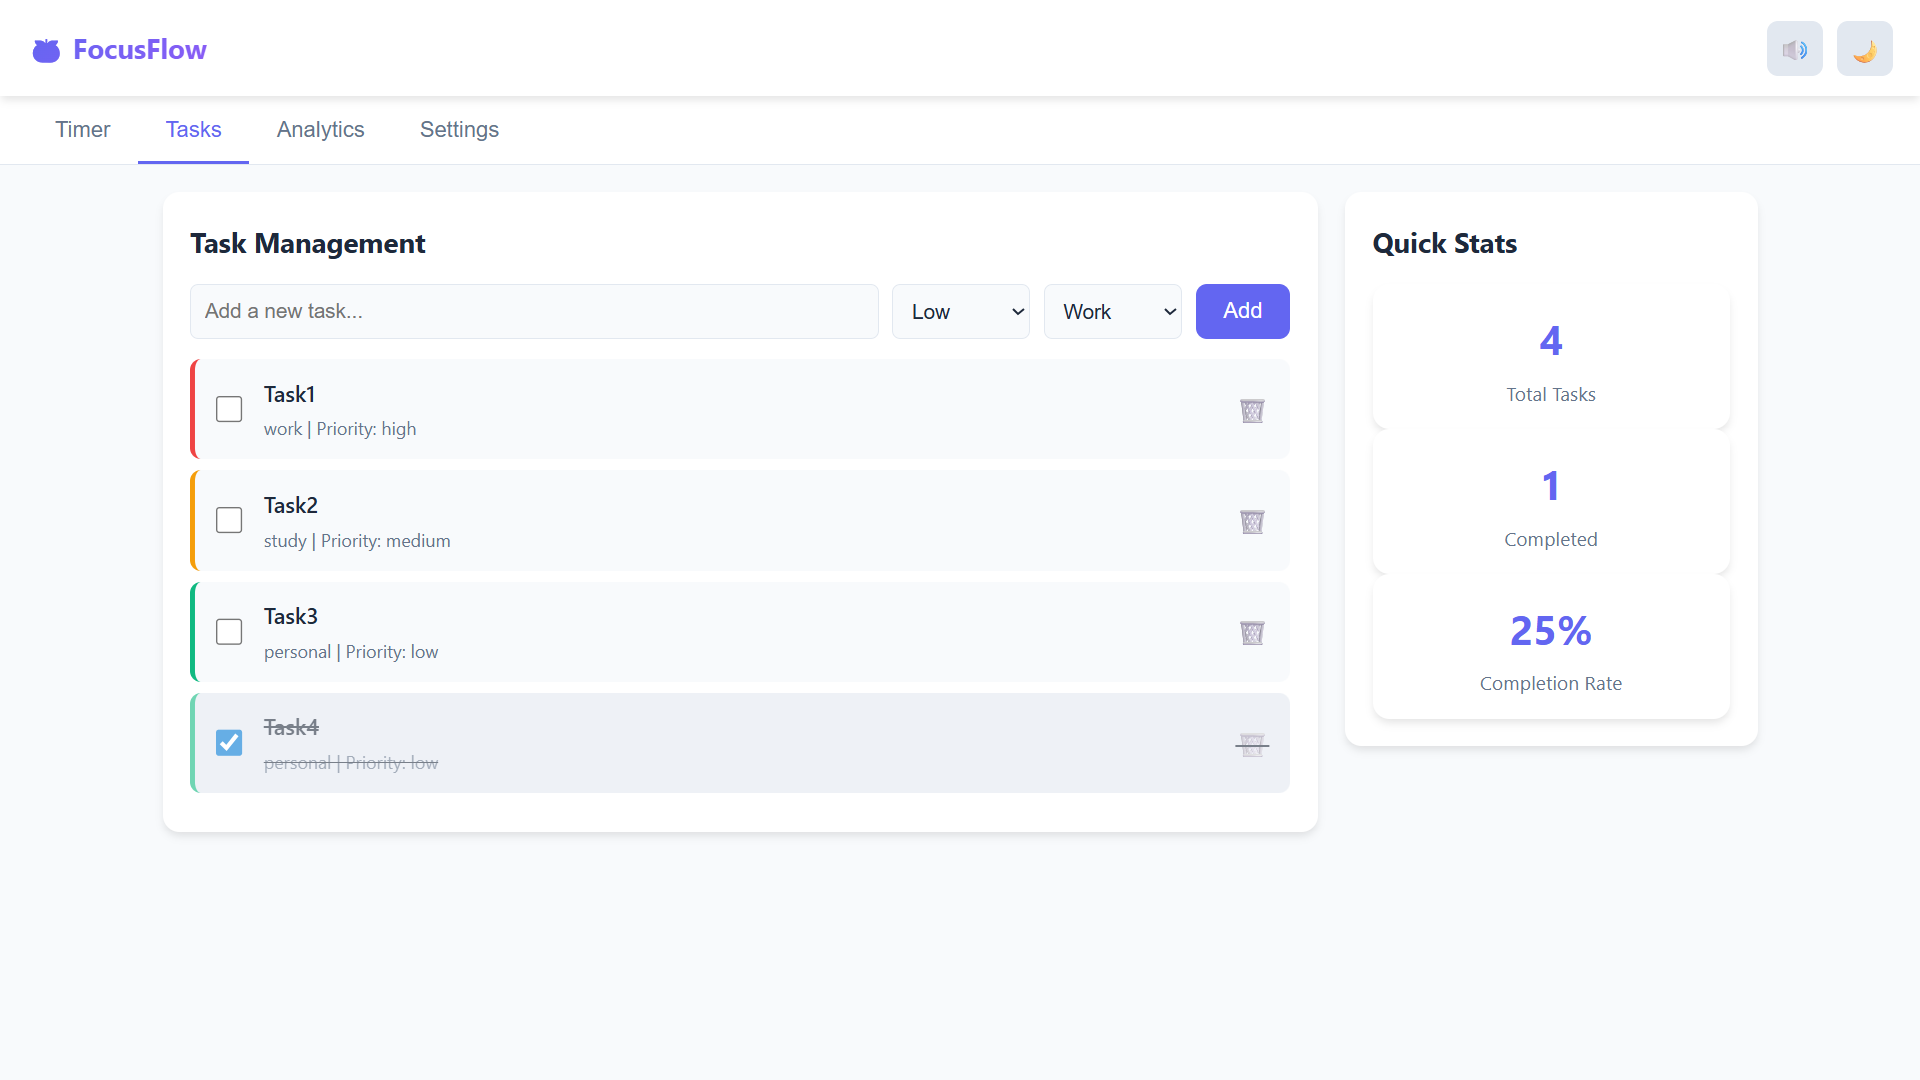 FocusFlow
Timer
Tasks
Analytics
Settings
Task Management
Add a new task...
Low
Work
Add
Task1
work | Priority: high
Task2
study | Priority: medium
Task3
personal | Priority: low
Task4
personal | Priority: low
Quick Stats
4
Total Tasks
1
Completed
25%
Completion Rate